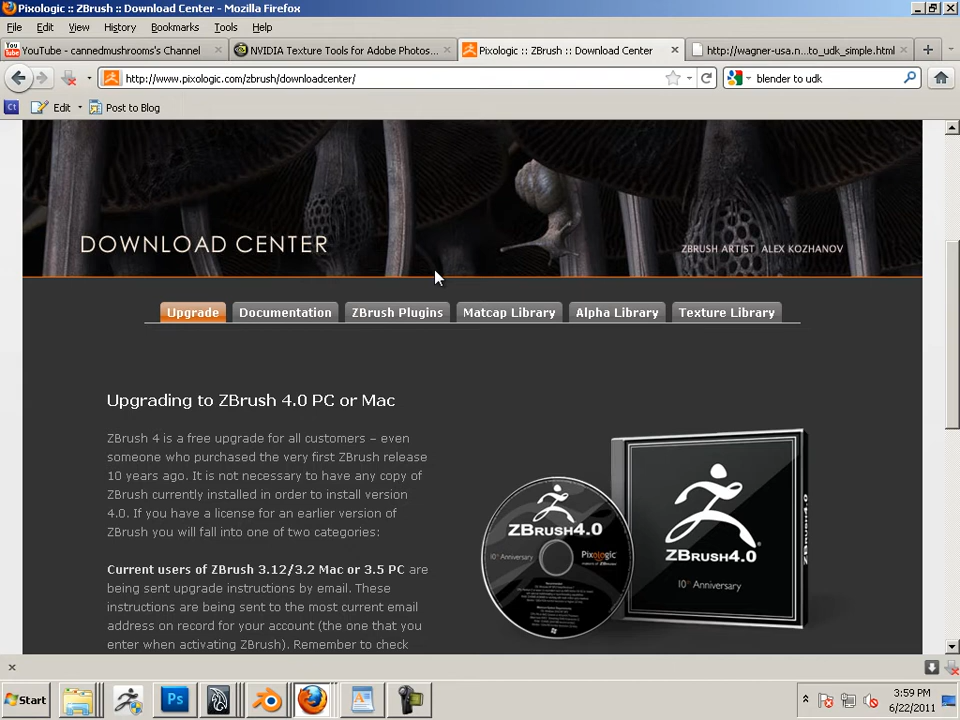 Pixologic :: ZBrush :: Download Center - Mozilla Firefox
File Edit View History Bookmarks Tools Help
YouTube - cannedmushrooms's Channel
NVIDIA Texture Tools for Adobe Photos...
Pixologic :: ZBrush :: Download Center
http://wagner-usa.n...to_udk_simple.html
http://www.pixologic.com/zbrush/downloadcenter/
blender to udk
Ct Edit Post to Blog
DOWNLOAD CENTER
ZBRUSH ARTIST ALEX KOZHANOV
Upgrade Documentation ZBrush Plugins Matcap Library Alpha Library Texture Library
Upgrading to ZBrush 4.0 PC or Mac
ZBrush 4 is a free upgrade for all customers – even
someone who purchased the very first ZBrush release
10 years ago. It is not necessary to have any copy of
ZBrush currently installed in order to install version
4.0. If you have a license for an earlier version of
ZBrush you will fall into one of two categories:
Current users of ZBrush 3.12/3.2 Mac or 3.5 PC are
being sent upgrade instructions by email. These
instructions are being sent to the most current email
address on record for your account (the one that you
enter when activating ZBrush). Remember to check
ZBRUSH4.0
10th Anniversary
Pixologic
ZBRUSH4.0
10th Anniversary
ZBRUSH4.0
Start
Ps
3:59 PM
6/22/2011